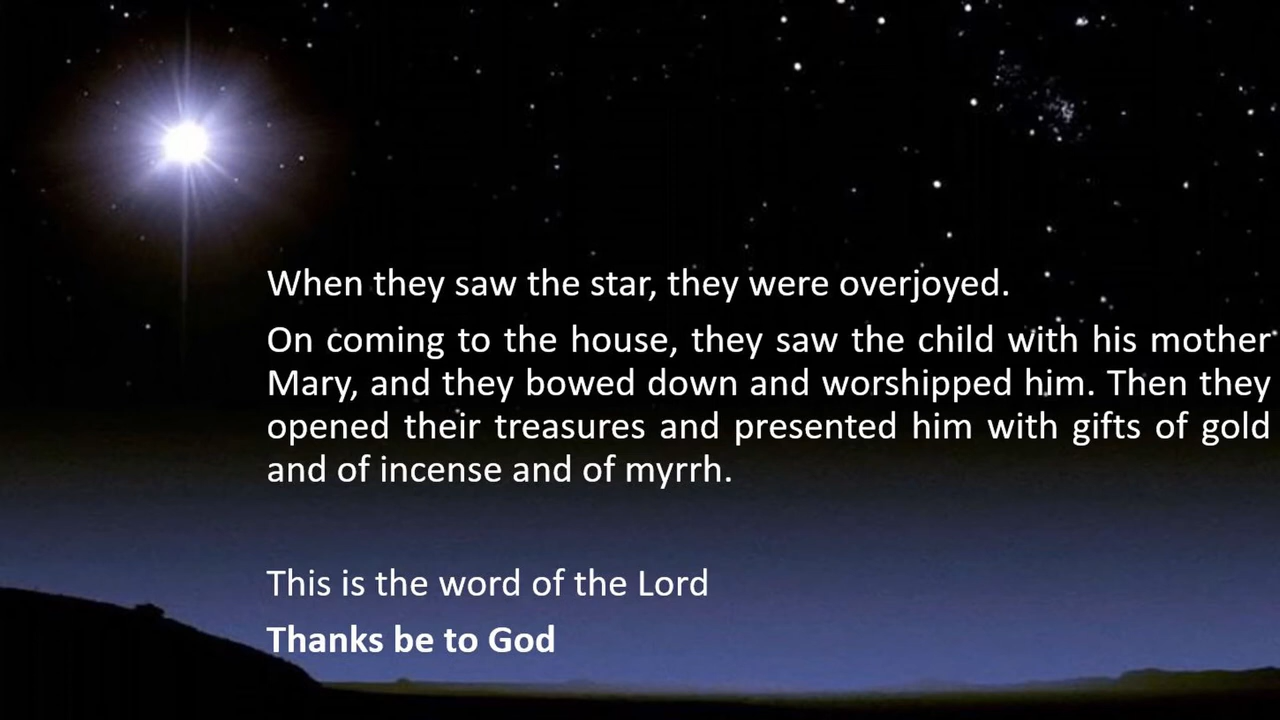 When they saw the star, they were overjoyed.
On coming to the house, they saw the child with his mother
Mary, and they bowed down and worshipped him. Then they
opened their treasures and presented him with gifts of gold
and of incense and of myrrh.
This is the word of the Lord
Thanks be to God